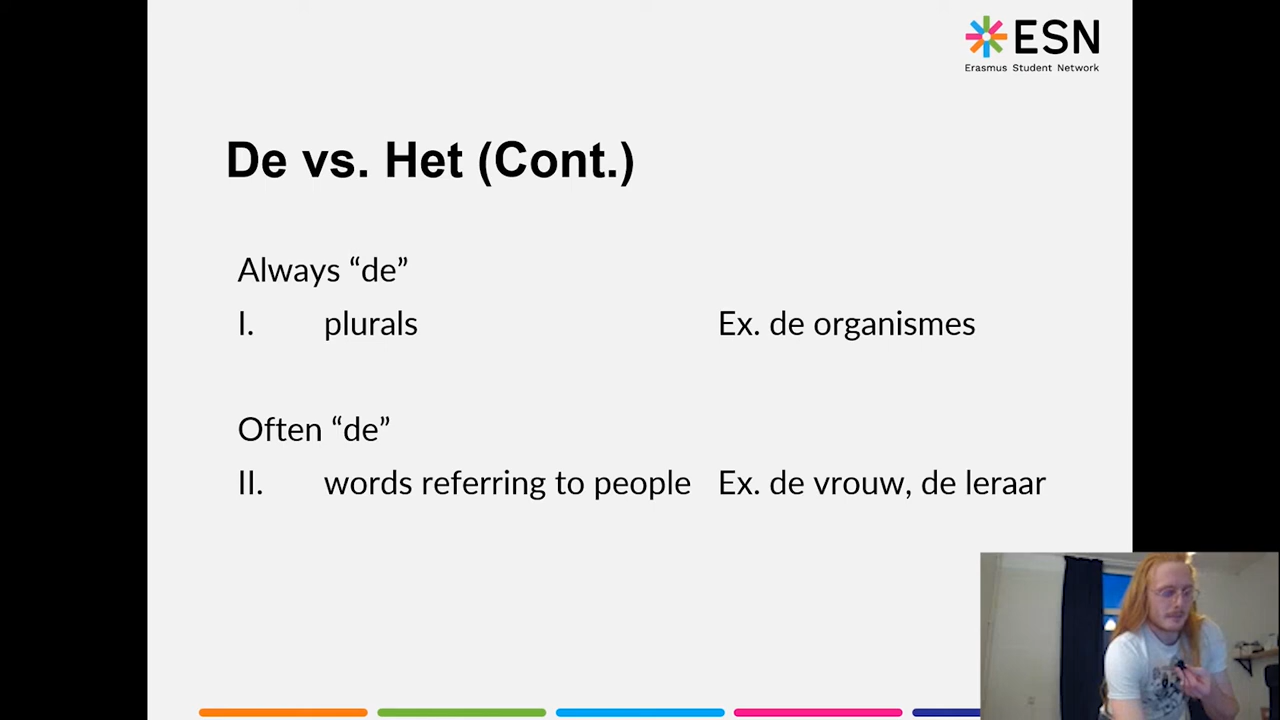 ESN
Erasmus Student Network
De vs. Het (Cont.)
Always “de”
I. plurals Ex. de organismes
Often “de”
II. words referring to people Ex. de vrouw, de leraar